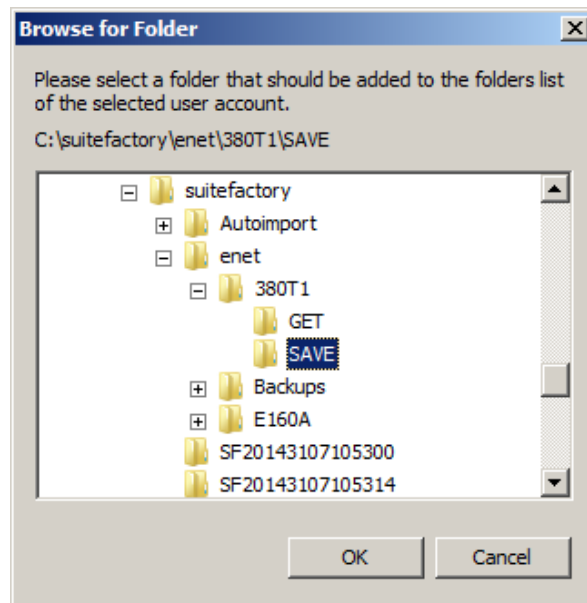 Browse for Folder
Please select a folder that should be added to the folders list
of the selected user account.
C:\suitefactory\enet\380T1\SAVE
suitefactory
Autoimport
enet
380T1
GET
SAVE
Backups
E160A
SF20143107105300
SF20143107105314
OK Cancel